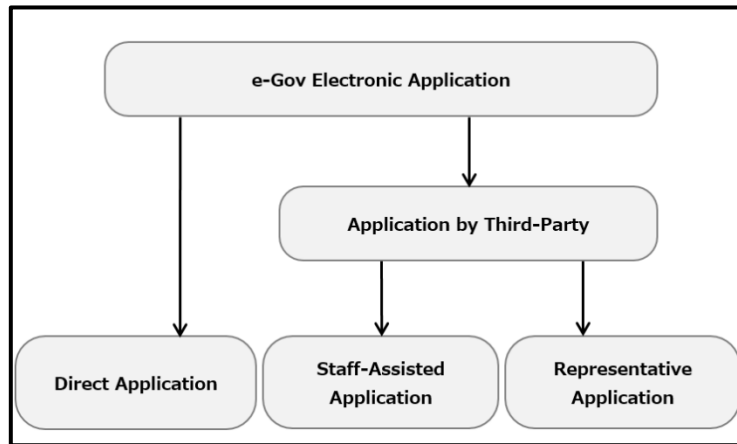 e-Gov Electronic Application
Application by Third-Party
Direct Application
Staff-Assisted
Application
Representative
Application